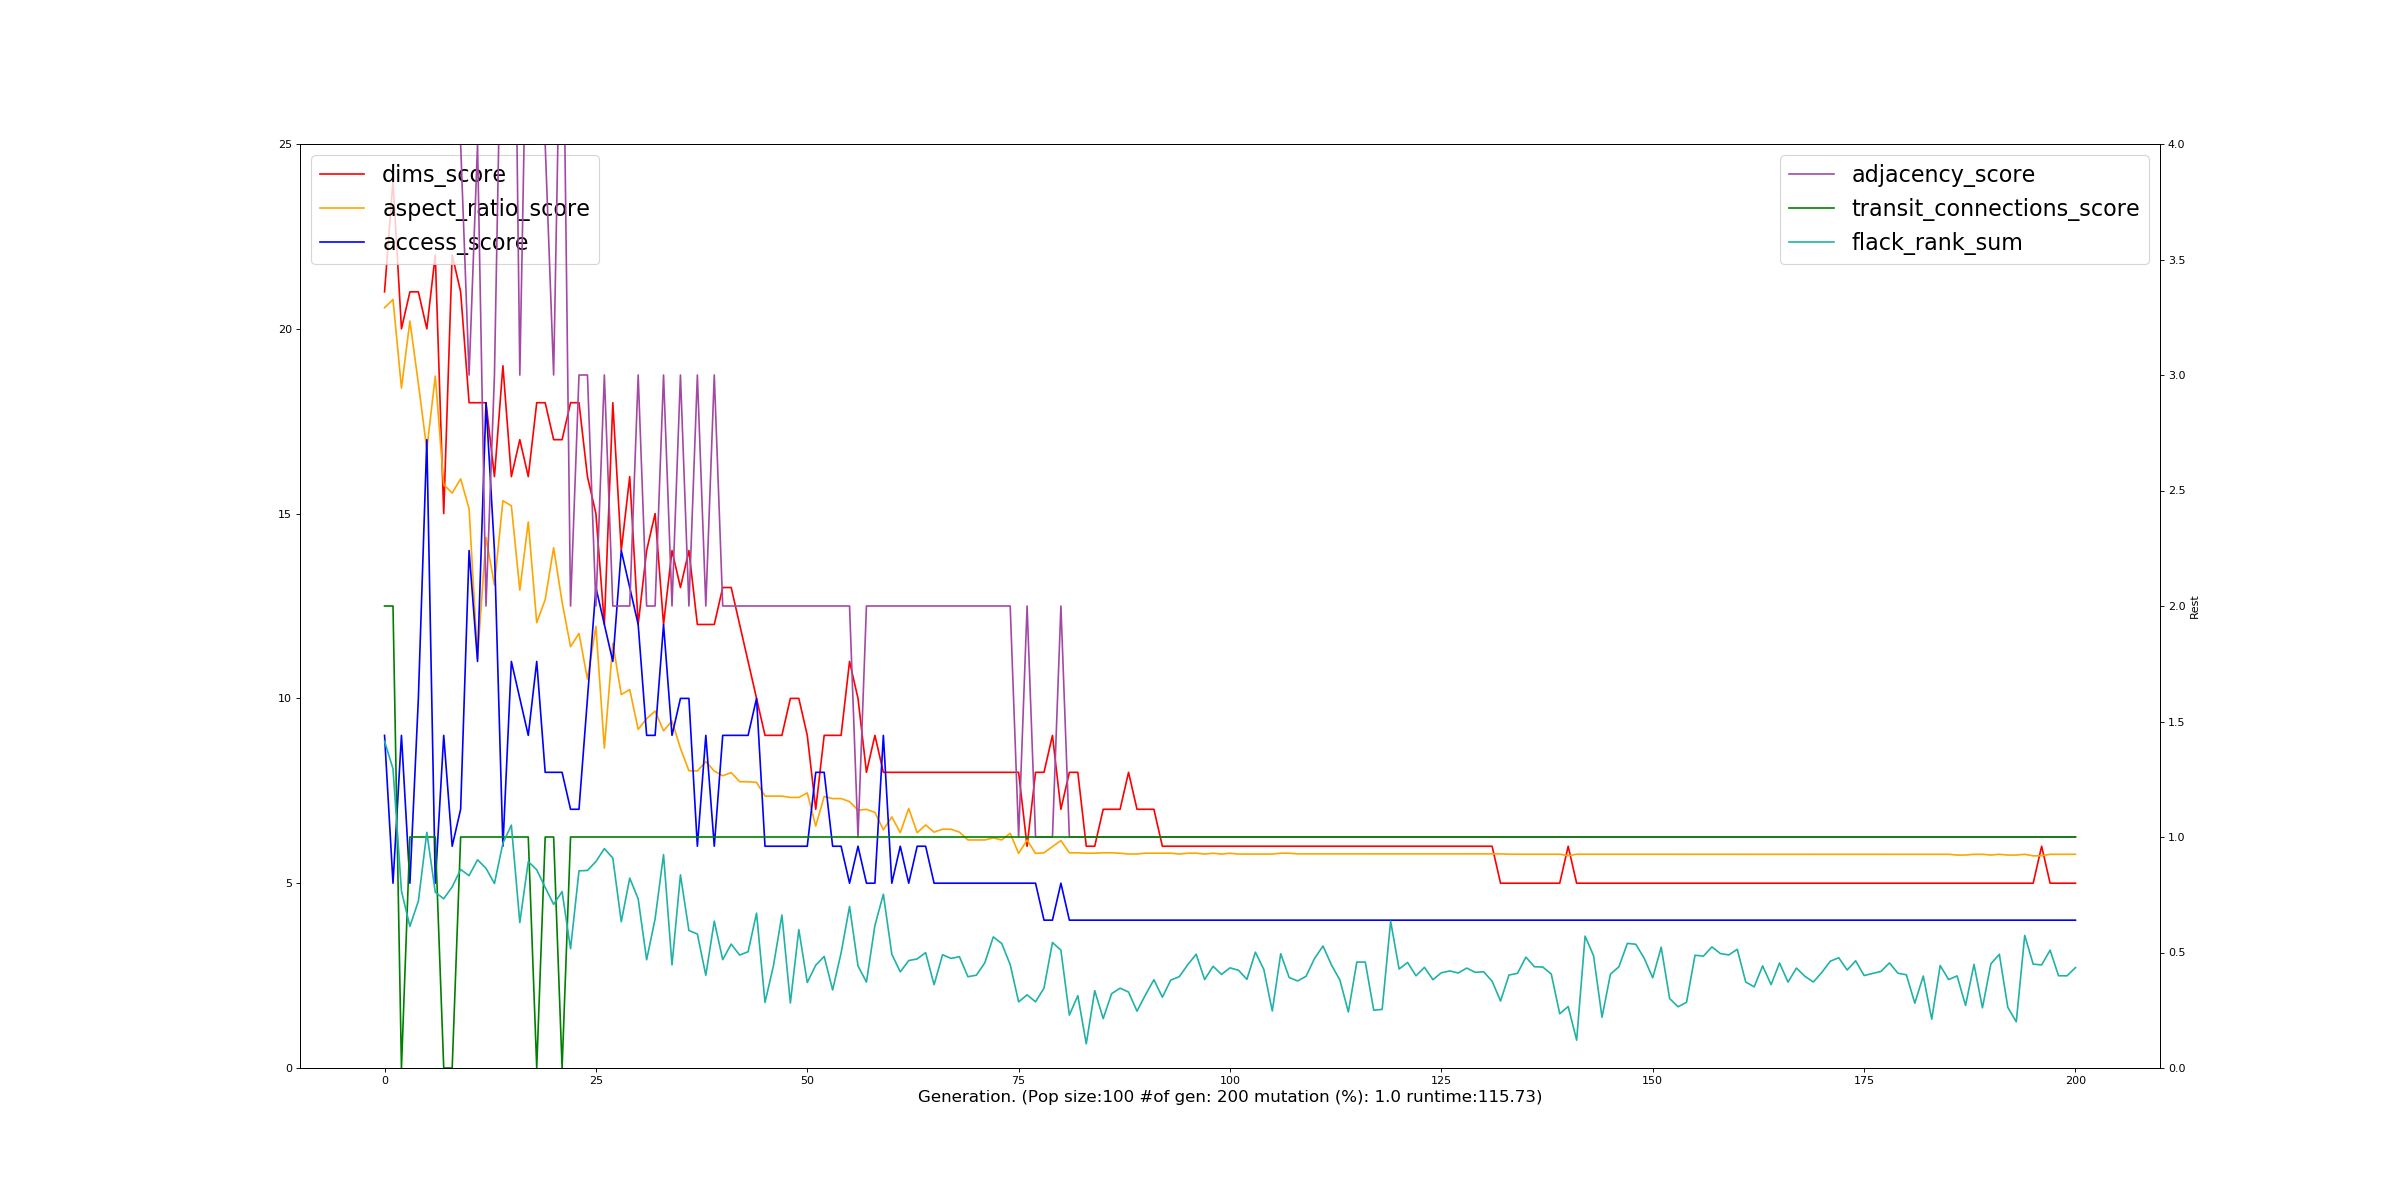 25
20
15
10
5
0
dims_score
aspect_ratio_score
access_score
adjacency_score
transit_connections_score
flack_rank_sum
4.0
3.5
3.0
2.5
2.0
1.5
1.0
0.5
0.0
Rest
0 25 50 75 100 125 150 175 200
Generation. (Pop size:100 #of gen: 200 mutation (%): 1.0 runtime:115.73)